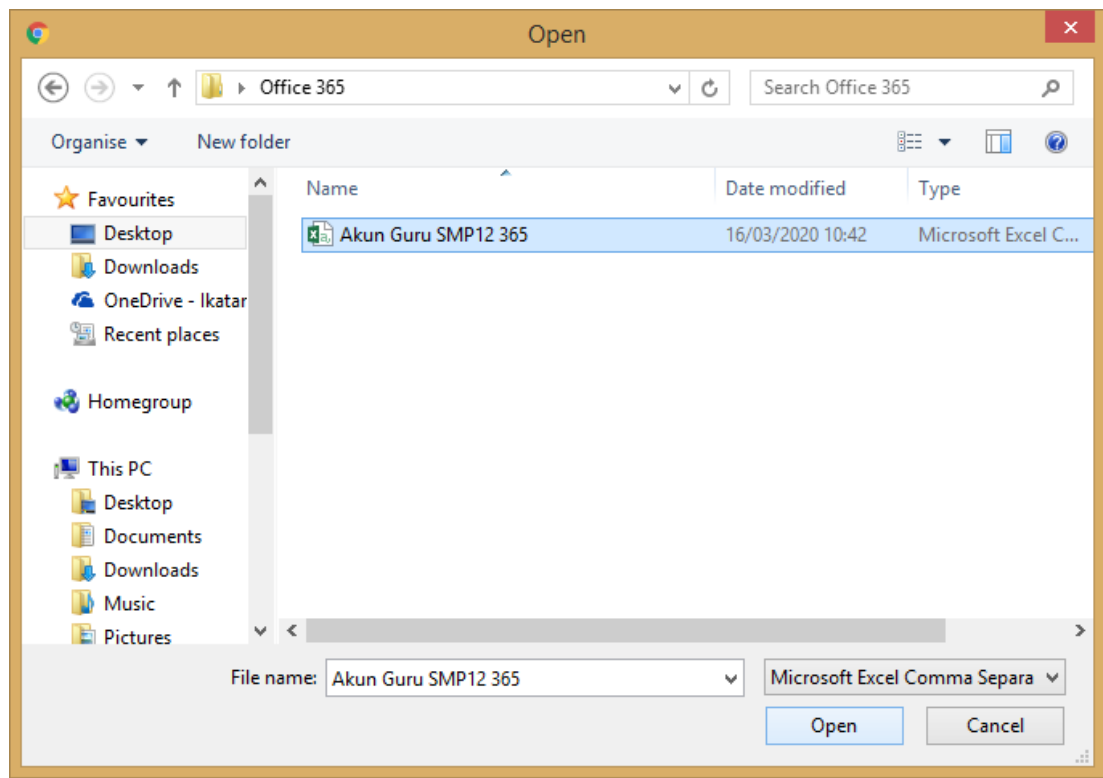 Open
Office 365
Search Office 365
Organise
New folder
Name
Date modified
Type
Favourites
Desktop
Downloads
OneDrive - Ikatar
Recent places
Homegroup
This PC
Desktop
Documents
Downloads
Music
Pictures
Akun Guru SMP12 365
16/03/2020 10:42
Microsoft Excel C...
File name:
Akun Guru SMP12 365
Microsoft Excel Comma Separa
Open
Cancel